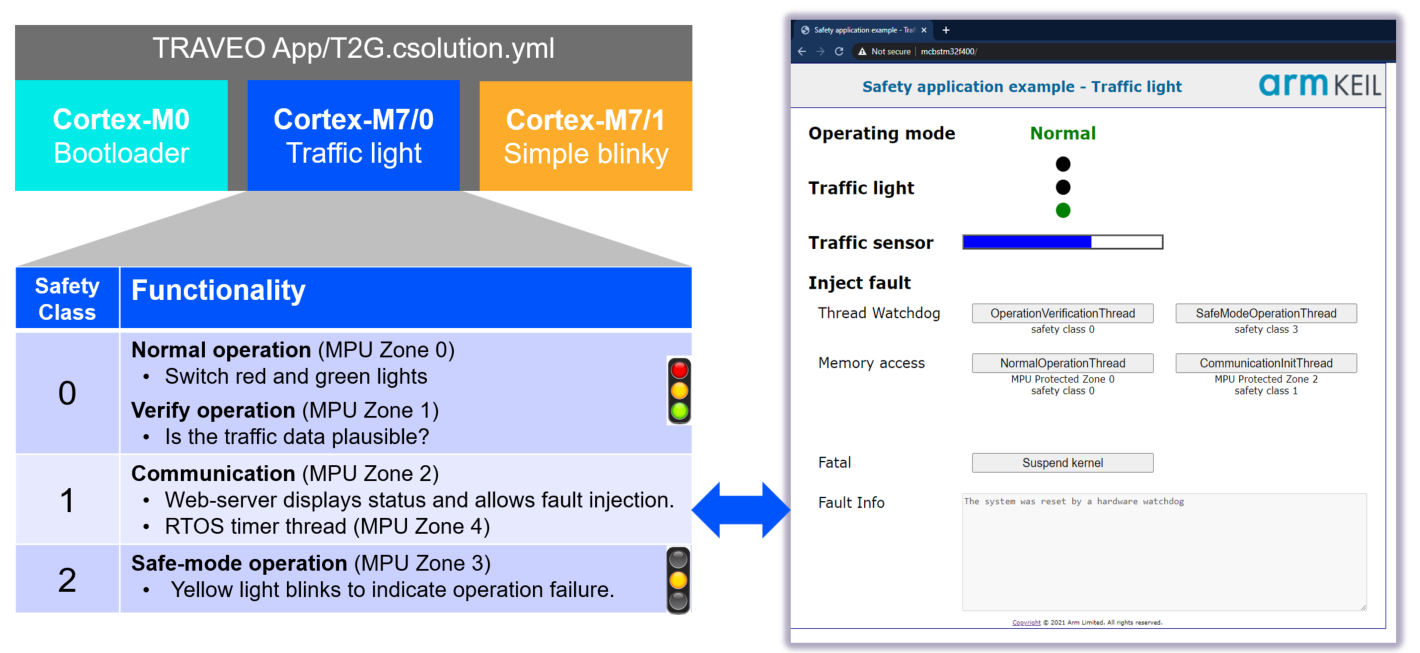 TRAVEO App/T2G.csolution.yml
Cortex-M0
Bootloader
Cortex-M7/0
Traffic light
Cortex-M7/1
Simple blinky
Safety
Class
Functionality
0
Normal operation (MPU Zone 0)
• Switch red and green lights
Verify operation (MPU Zone 1)
• Is the traffic data plausible?
1
Communication (MPU Zone 2)
• Web-server displays status and allows fault injection.
• RTOS timer thread (MPU Zone 4)
2
Safe-mode operation (MPU Zone 3)
• Yellow light blinks to indicate operation failure.
Safety application example - Traf
Not secure | mcbstm32f400/
Safety application example - Traffic light
arm KEIL
Operating mode
Normal
Traffic light
Traffic sensor
Inject fault
Thread Watchdog
OperationVerificationThread
safety class 0
SafeModeOperationThread
safety class 3
Memory access
NormalOperationThread
MPU Protected Zone 0
safety class 0
CommunicationInitThread
MPU Protected Zone 2
safety class 1
Fatal
Suspend kernel
Fault Info
The system was reset by a hardware watchdog
Copyright © 2021 Arm Limited. All rights reserved.